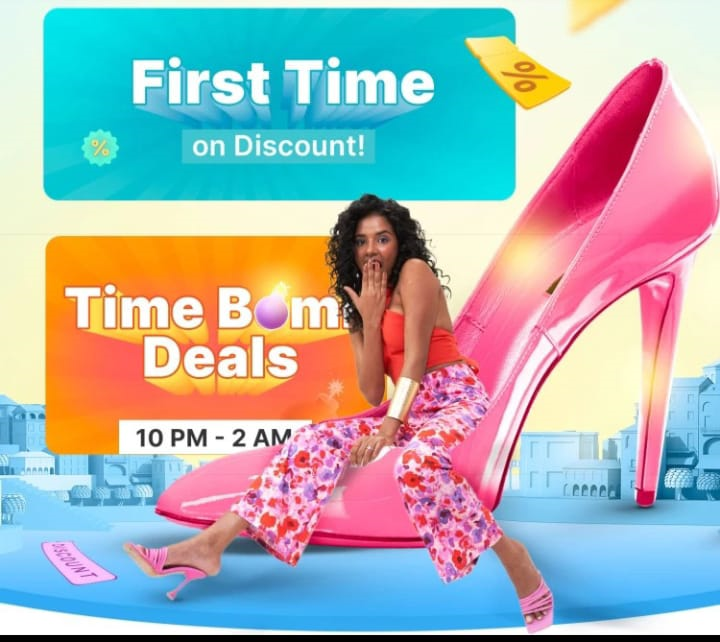 First Time
on Discount!
%
%
Time Bom
Deals
10 PM - 2 AM
DISCOUNT